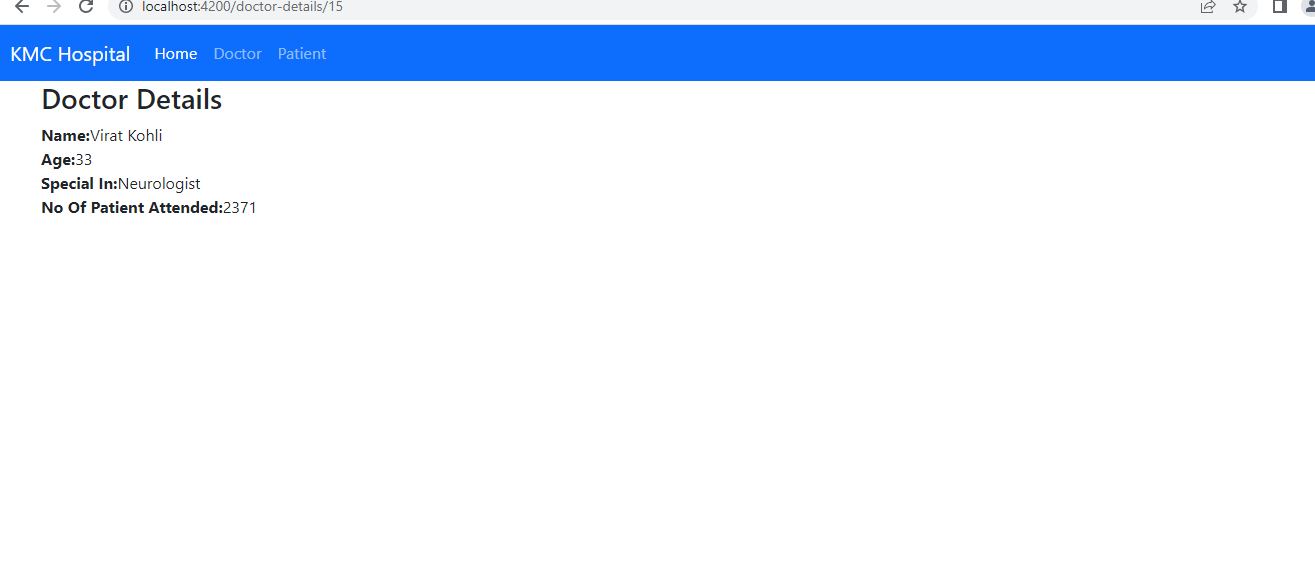 localhost:4200/doctor-details/15
KMC Hospital Home Doctor Patient
Doctor Details
Name:Virat Kohli
Age:33
Special In:Neurologist
No Of Patient Attended:2371